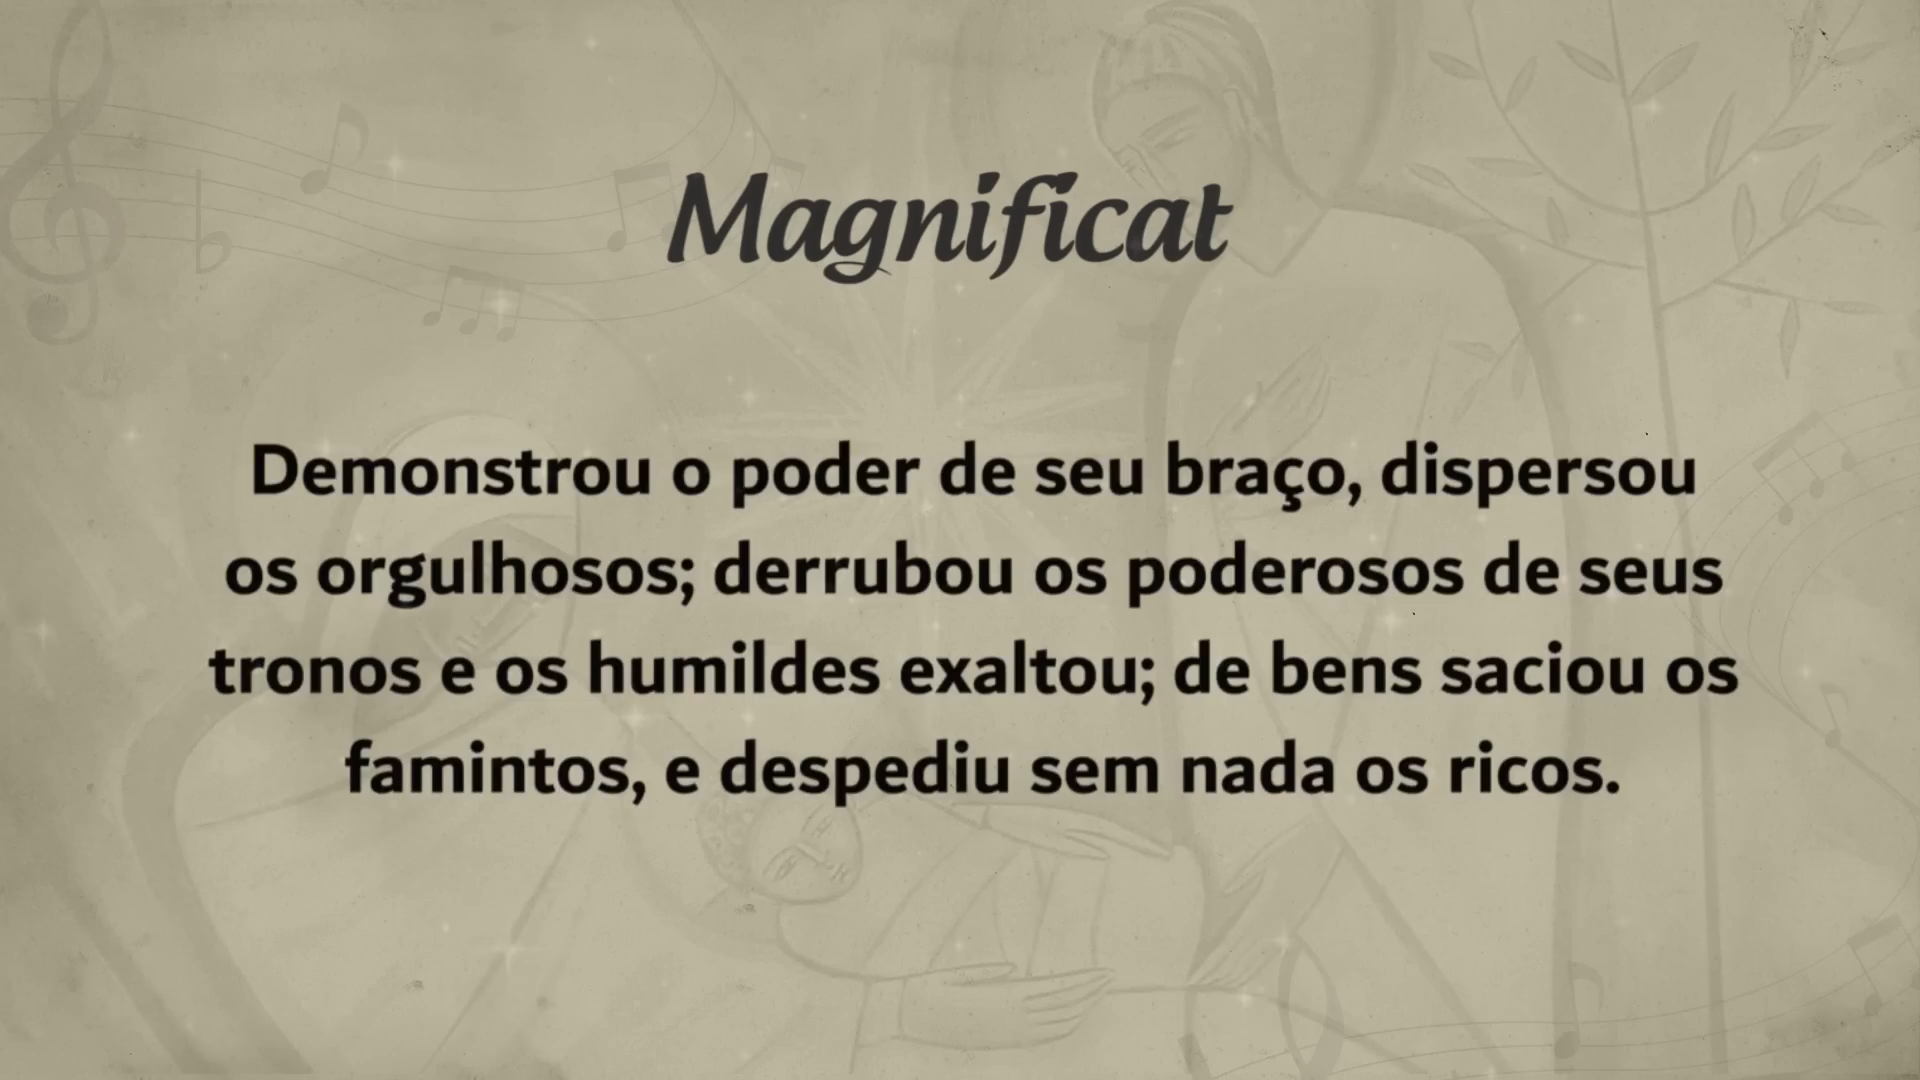 Magnificat
Demonstrou o poder de seu braço, dispersou
os orgulhosos; derrubou os poderosos de seus
tronos e os humildes exaltou; de bens saciou os
famintos, e despediu sem nada os ricos.